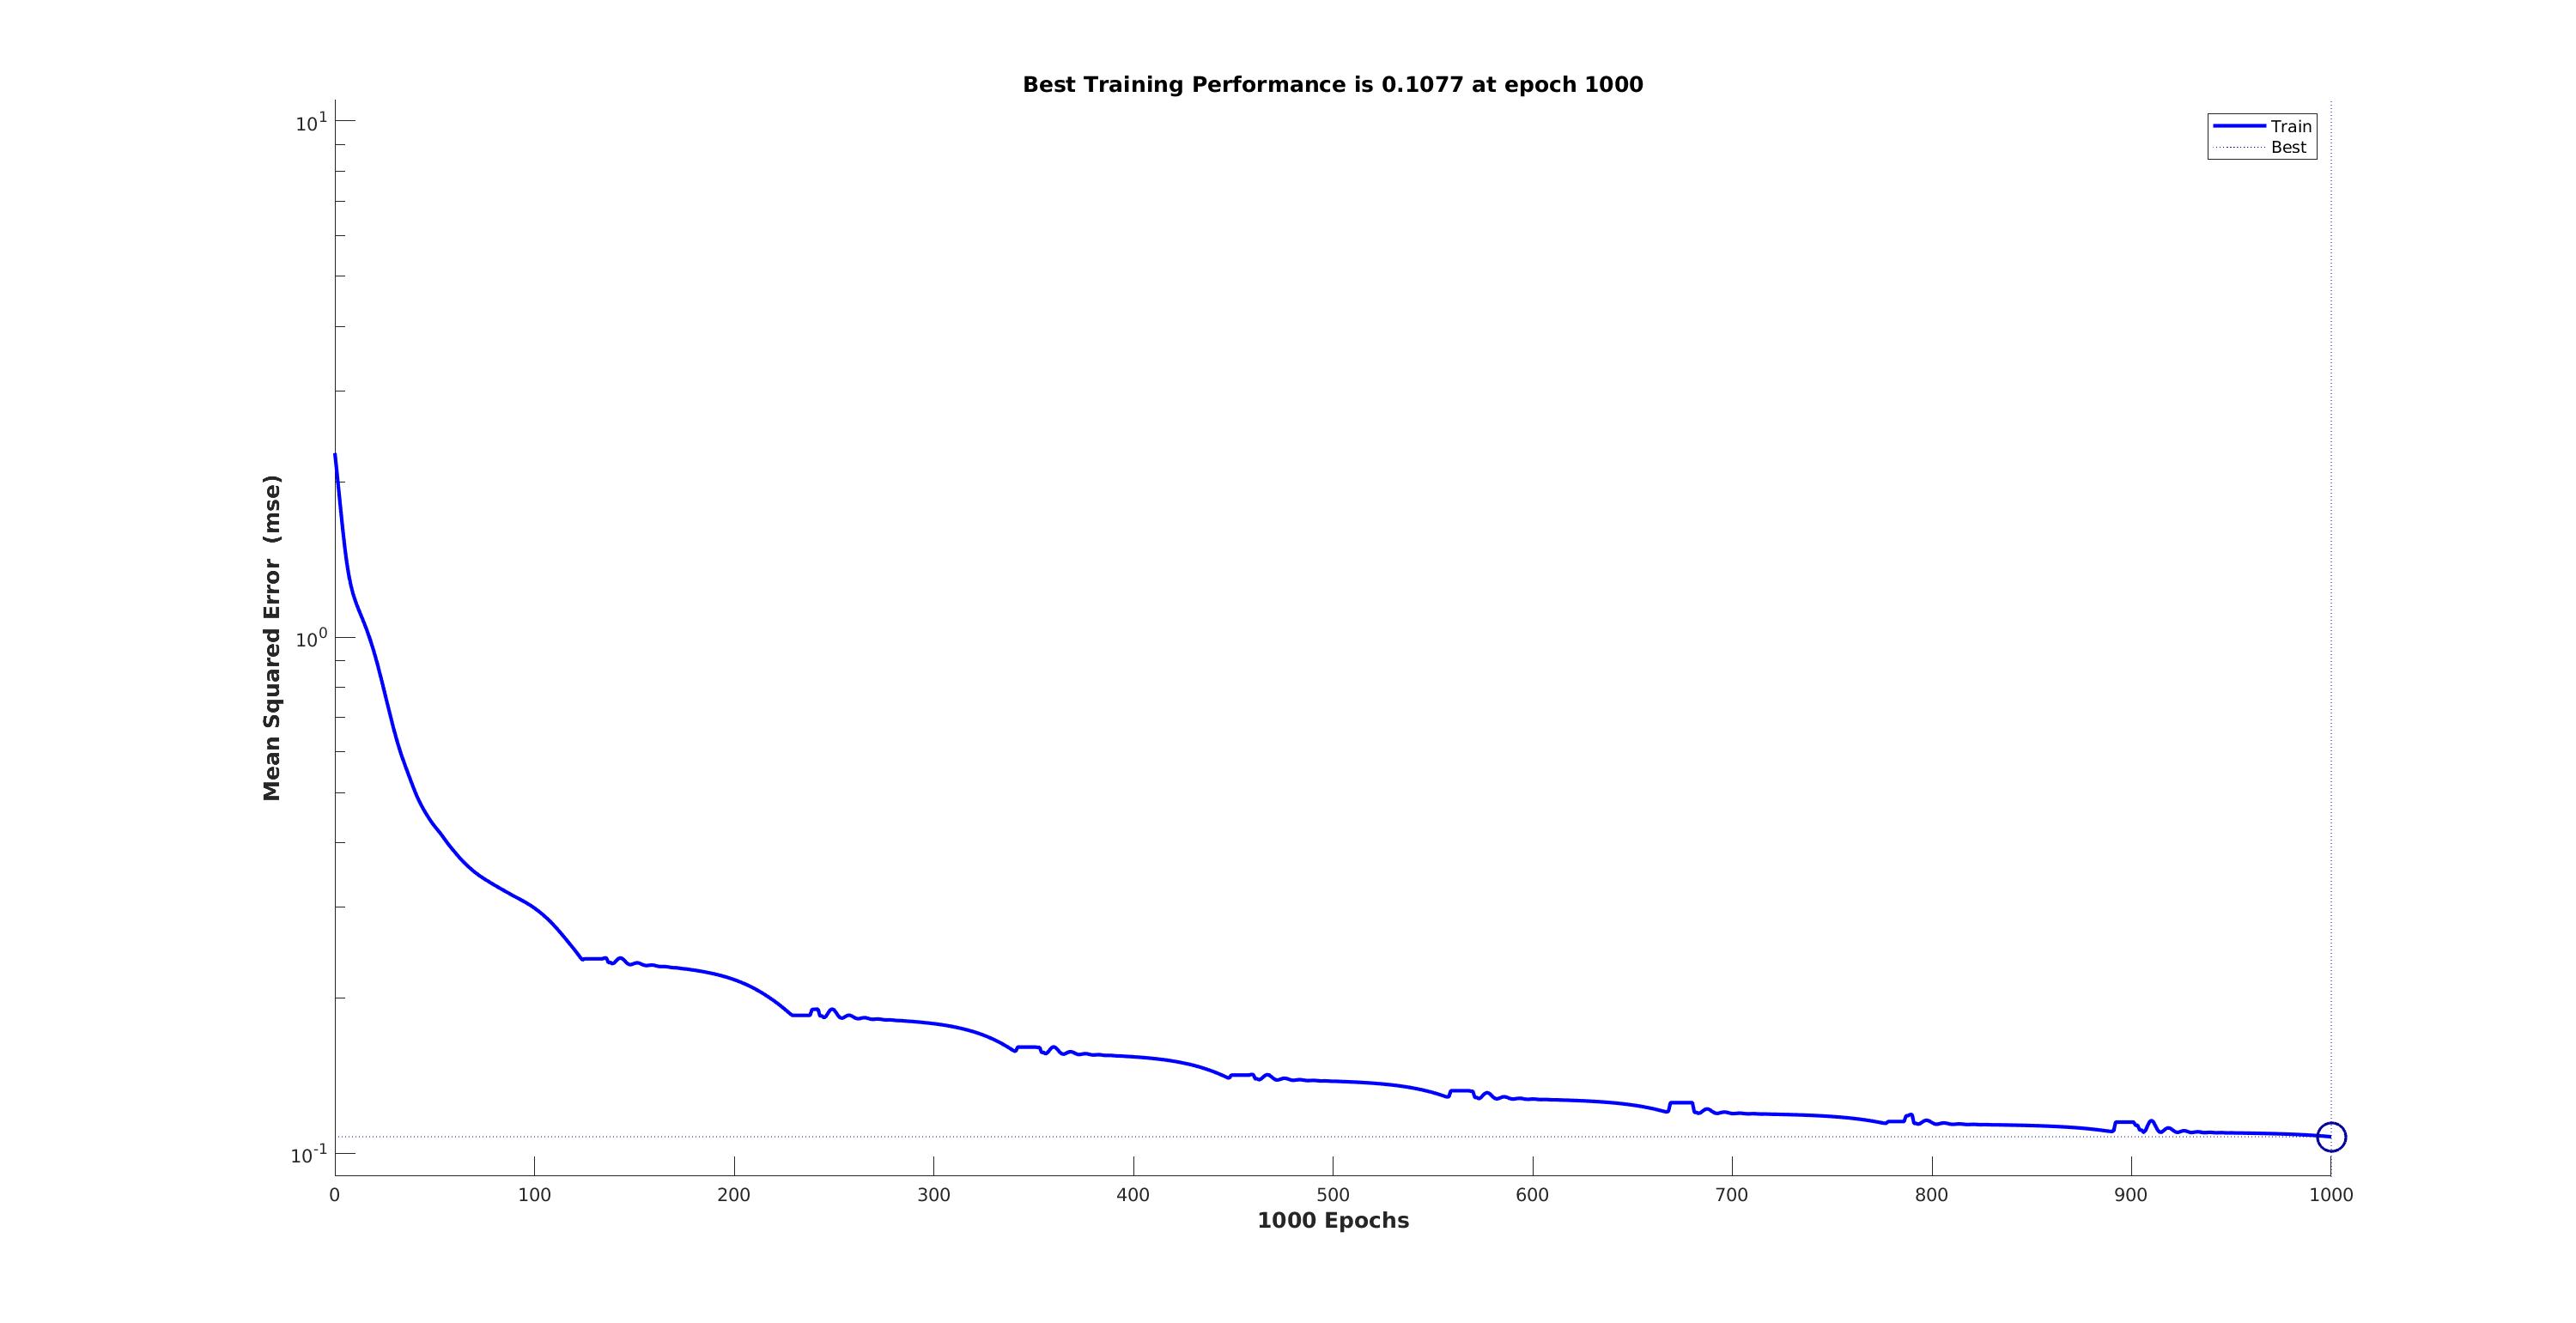 Best Training Performance is 0.1077 at epoch 1000
10^1
Train
Best
Mean Squared Error  (mse)
10^0
10^-1
0 100 200 300 400 500 600 700 800 900 1000
1000 Epochs